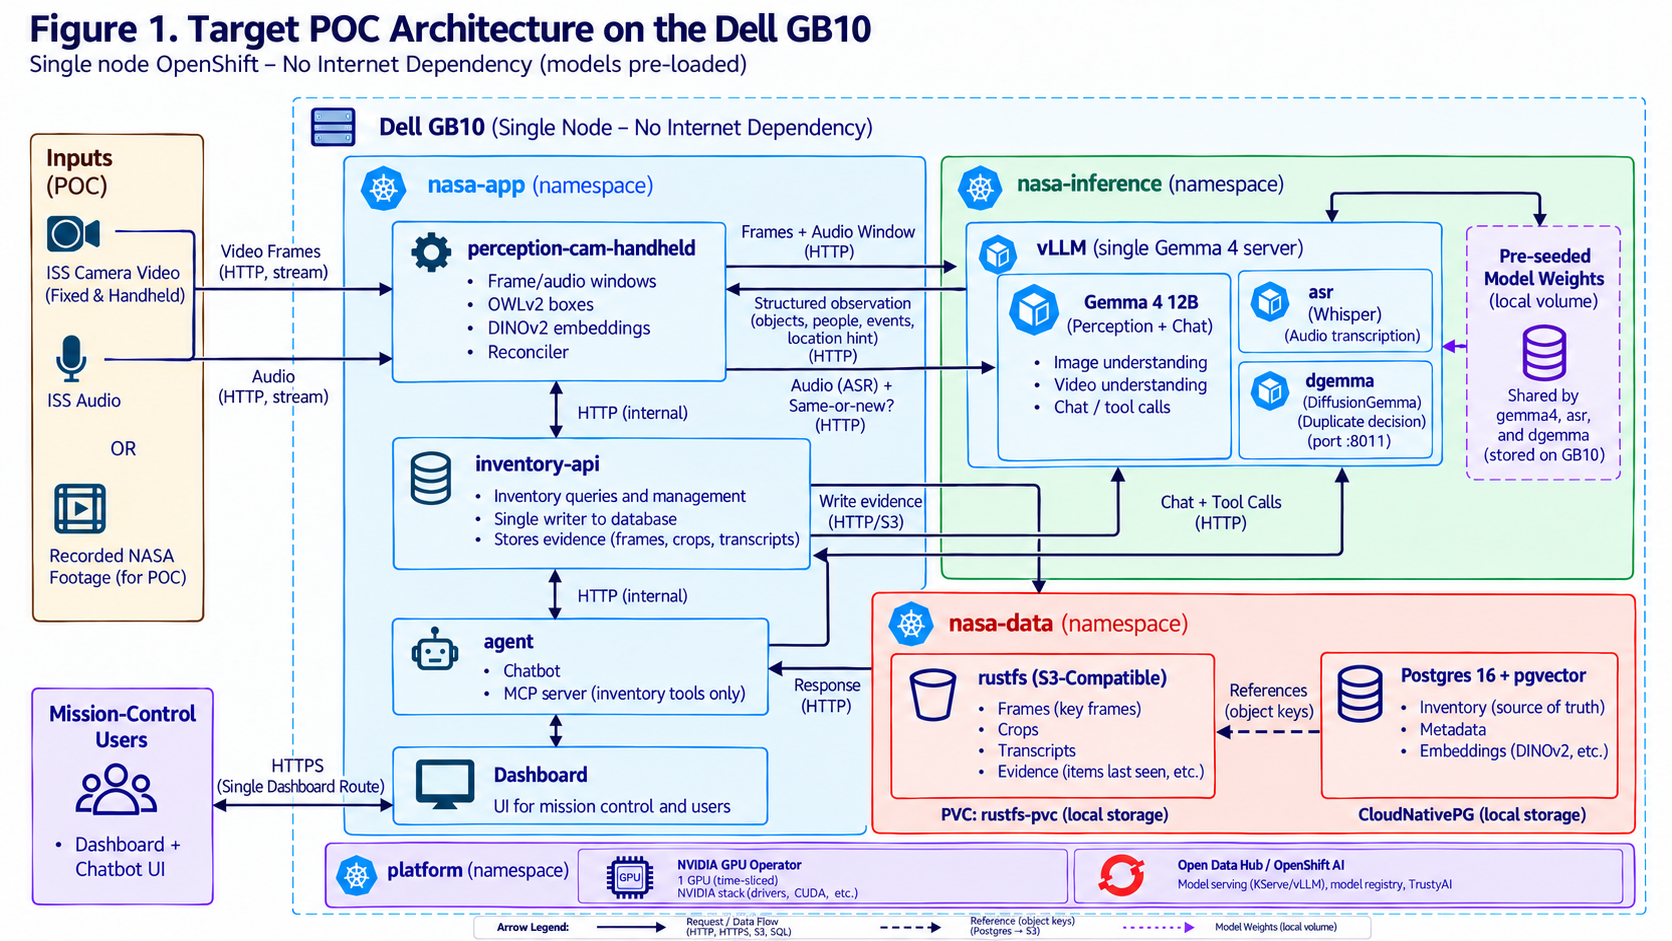 Figure 1. Target POC Architecture on the Dell GB10
Single node OpenShift – No Internet Dependency (models pre-loaded)
Inputs
(POC)
ISS Camera Video
(Fixed & Handheld)
ISS Audio
OR
Recorded NASA
Footage (for POC)
Mission-Control
Users
• Dashboard +
Chatbot UI
Video Frames
(HTTP, stream)
Audio
(HTTP, stream)
HTTPS
(Single Dashboard Route)
Dell GB10 (Single Node – No Internet Dependency)
nasa-app (namespace)
perception-cam-handheld
• Frame/audio windows
• OWLv2 boxes
• DINOv2 embeddings
• Reconciler
HTTP (internal)
inventory-api
• Inventory queries and management
• Single writer to database
• Stores evidence (frames, crops, transcripts)
HTTP (internal)
agent
• Chatbot
• MCP server (inventory tools only)
Dashboard
UI for mission control and users
Frames + Audio Window
(HTTP)
Structured observation
(objects, people, events,
location hint)
(HTTP)
Audio (ASR) +
Same-or-new?
(HTTP)
Write evidence
(HTTP/S3)
Chat + Tool Calls
(HTTP)
Response
(HTTP)
nasa-inference (namespace)
vLLM (single Gemma 4 server)
Gemma 4 12B
(Perception + Chat)
• Image understanding
• Video understanding
• Chat / tool calls
asr
(Whisper)
(Audio transcription)
dgemma
(DiffusionGemma)
(Duplicate decision)
(port :8011)
Pre-seeded
Model Weights
(local volume)
Shared by
gemma4, asr,
and dgemma
(stored on GB10)
nasa-data (namespace)
rustfs (S3-Compatible)
• Frames (key frames)
• Crops
• Transcripts
• Evidence (items last seen, etc.)
PVC: rustfs-pvc (local storage)
References
(object keys)
Postgres 16 + pgvector
• Inventory (source of truth)
• Metadata
• Embeddings (DINOv2, etc.)
CloudNativePG (local storage)
platform (namespace)
GPU
NVIDIA GPU Operator
1 GPU (time-sliced)
NVIDIA stack (drivers, CUDA, etc.)
Open Data Hub / OpenShift AI
Model serving (KServe/vLLM), model registry, TrustyAI
Arrow Legend:
Request / Data Flow
(HTTP, HTTPS, S3, SQL)
Reference (object keys)
(Postgres → S3)
Model Weights (local volume)